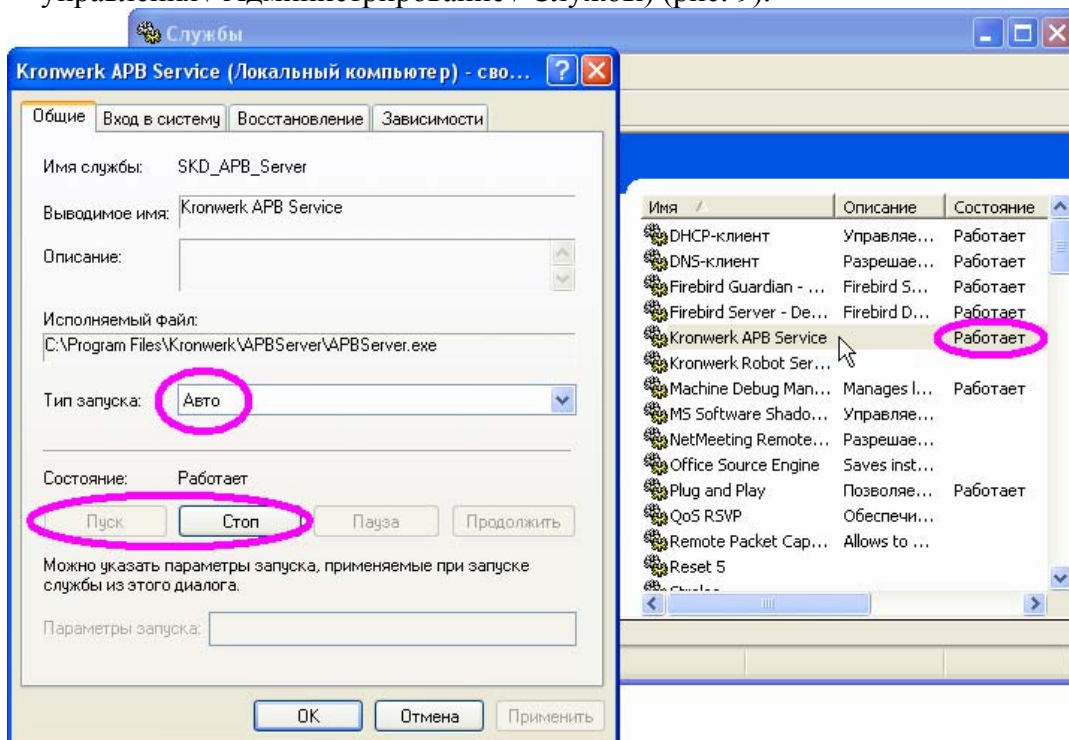 управления / Администрирование / Службы) (рис. 9).
Службы
Kronwerk APB Service (Локальный компьютер) - сво...
Общие Вход в систему Восстановление Зависимости
Имя службы: SKD_APB_Server
Выводимое имя: Kronwerk APB Service
Описание:
Исполняемый файл:
C:\Program Files\Kronwerk\APBServer\APBServer.exe
Тип запуска: Авто
Состояние: Работает
Пуск Стоп Пауза Продолжить
Можно указать параметры запуска, применяемые при запуске
службы из этого диалога.
Параметры запуска:
OK Отмена Применить
Имя Описание Состояние
DHCP-клиент Управляе... Работает
DNS-клиент Разрешае... Работает
Firebird Guardian - ... Firebird S... Работает
Firebird Server - De... Firebird D... Работает
Kronwerk APB Service Работает
Kronwerk Robot Ser...
Machine Debug Man... Manages l... Работает
MS Software Shado... Управляе...
NetMeeting Remote... Разрешае...
Office Source Engine Saves inst...
Plug and Play Позволяе... Работает
QoS RSVP Обеспечи...
Remote Packet Cap... Allows to ...
Reset 5